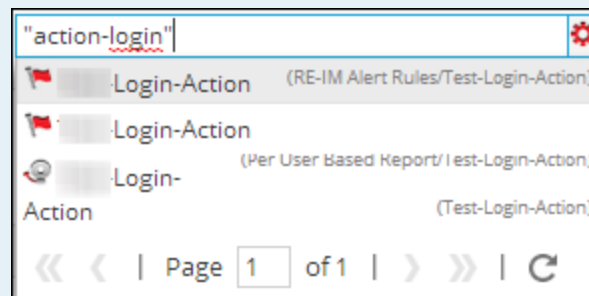 "action-login"
-Login-Action (RE-IM Alert Rules/Test-Login-Action)
-Login-Action
(Per User Based Report/Test-Login-Action)
-Login-
Action (Test-Login-Action)
Page 1 of 1